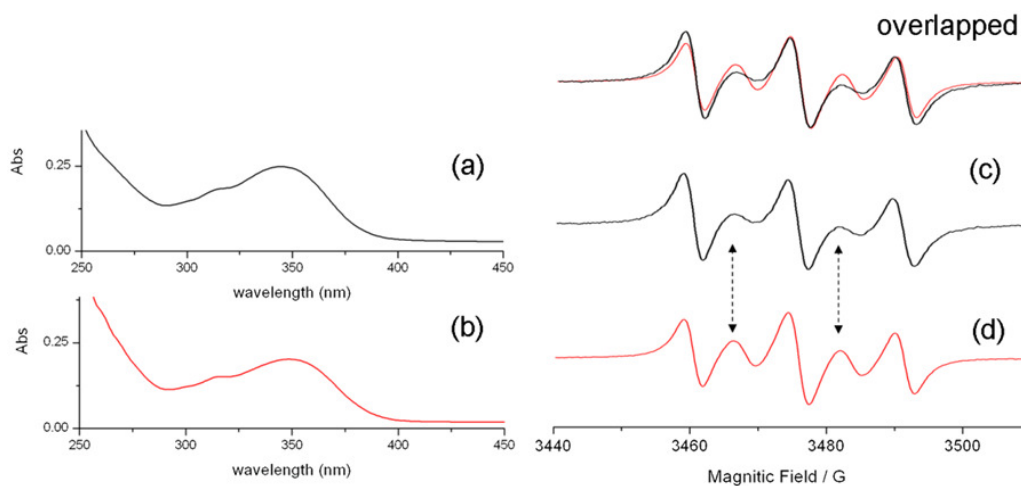 overlapped
Abs
0.25
0.00
(a)
250 300 350 400 450
wavelength (nm)
Abs
0.25
0.00
(b)
250 300 350 400 450
wavelength (nm)
(c)
(d)
3440 3460 3480 3500
Magnitic Field / G